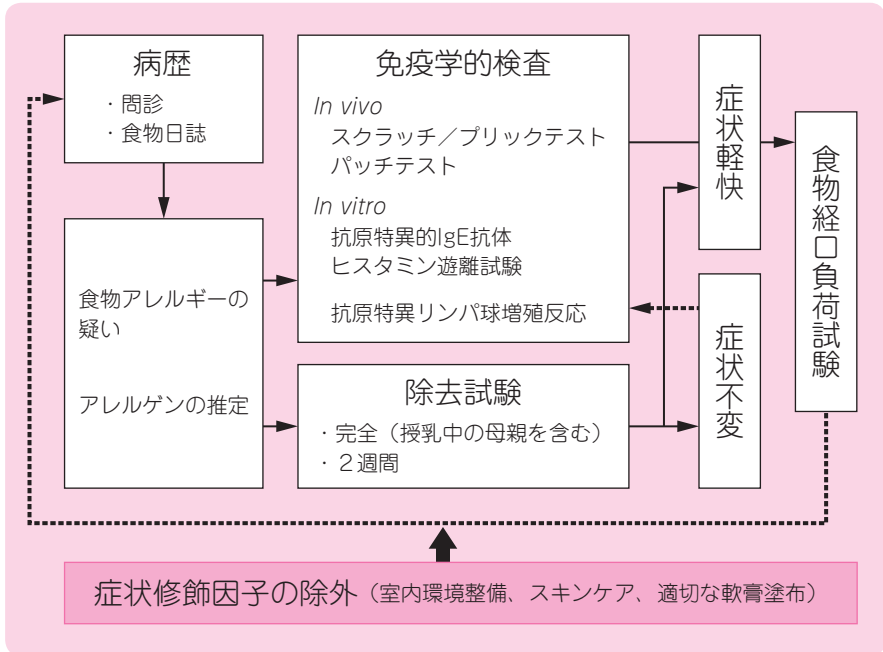 病歴
・問診
・食物日誌
食物アレルギーの
疑い
アレルゲンの推定
免疫学的検査
In vivo
スクラッチ／プリックテスト
パッチテスト
In vitro
抗原特異的IgE抗体
ヒスタミン遊離試験
抗原特異リンパ球増殖反応
除去試験
・完全（授乳中の母親を含む）
・２週間
症状軽快
症状不変
食物経口負荷試験
症状修飾因子の除外（室内環境整備、スキンケア、適切な軟膏塗布）